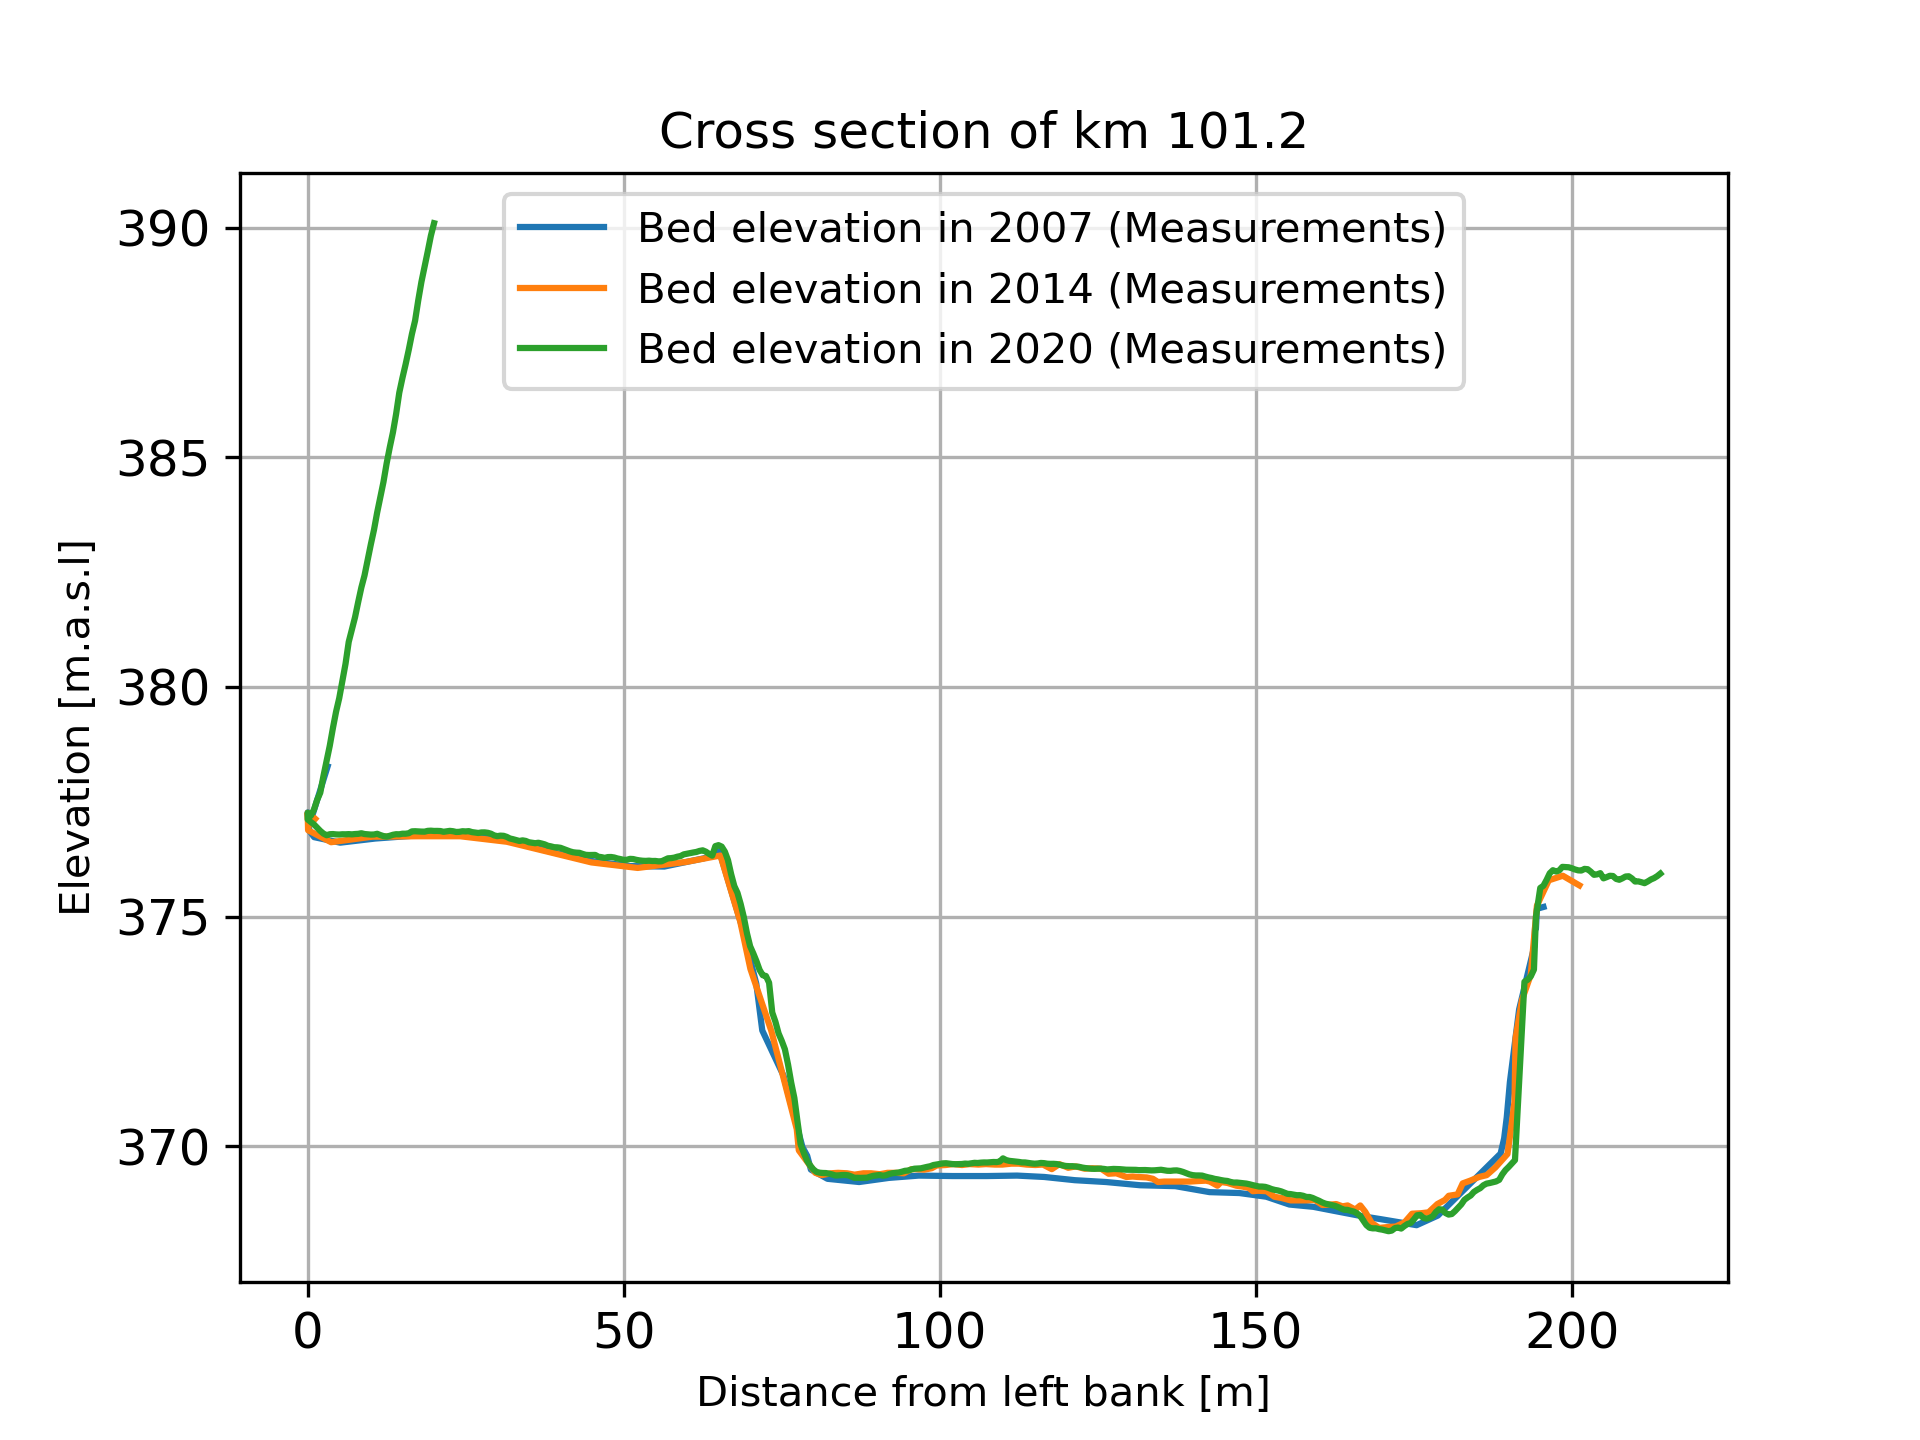 Cross section of km 101.2
Bed elevation in 2007 (Measurements)
Bed elevation in 2014 (Measurements)
Bed elevation in 2020 (Measurements)
390
385
380
375
370
Elevation [m.a.s.l]
0 50 100 150 200
Distance from left bank [m]